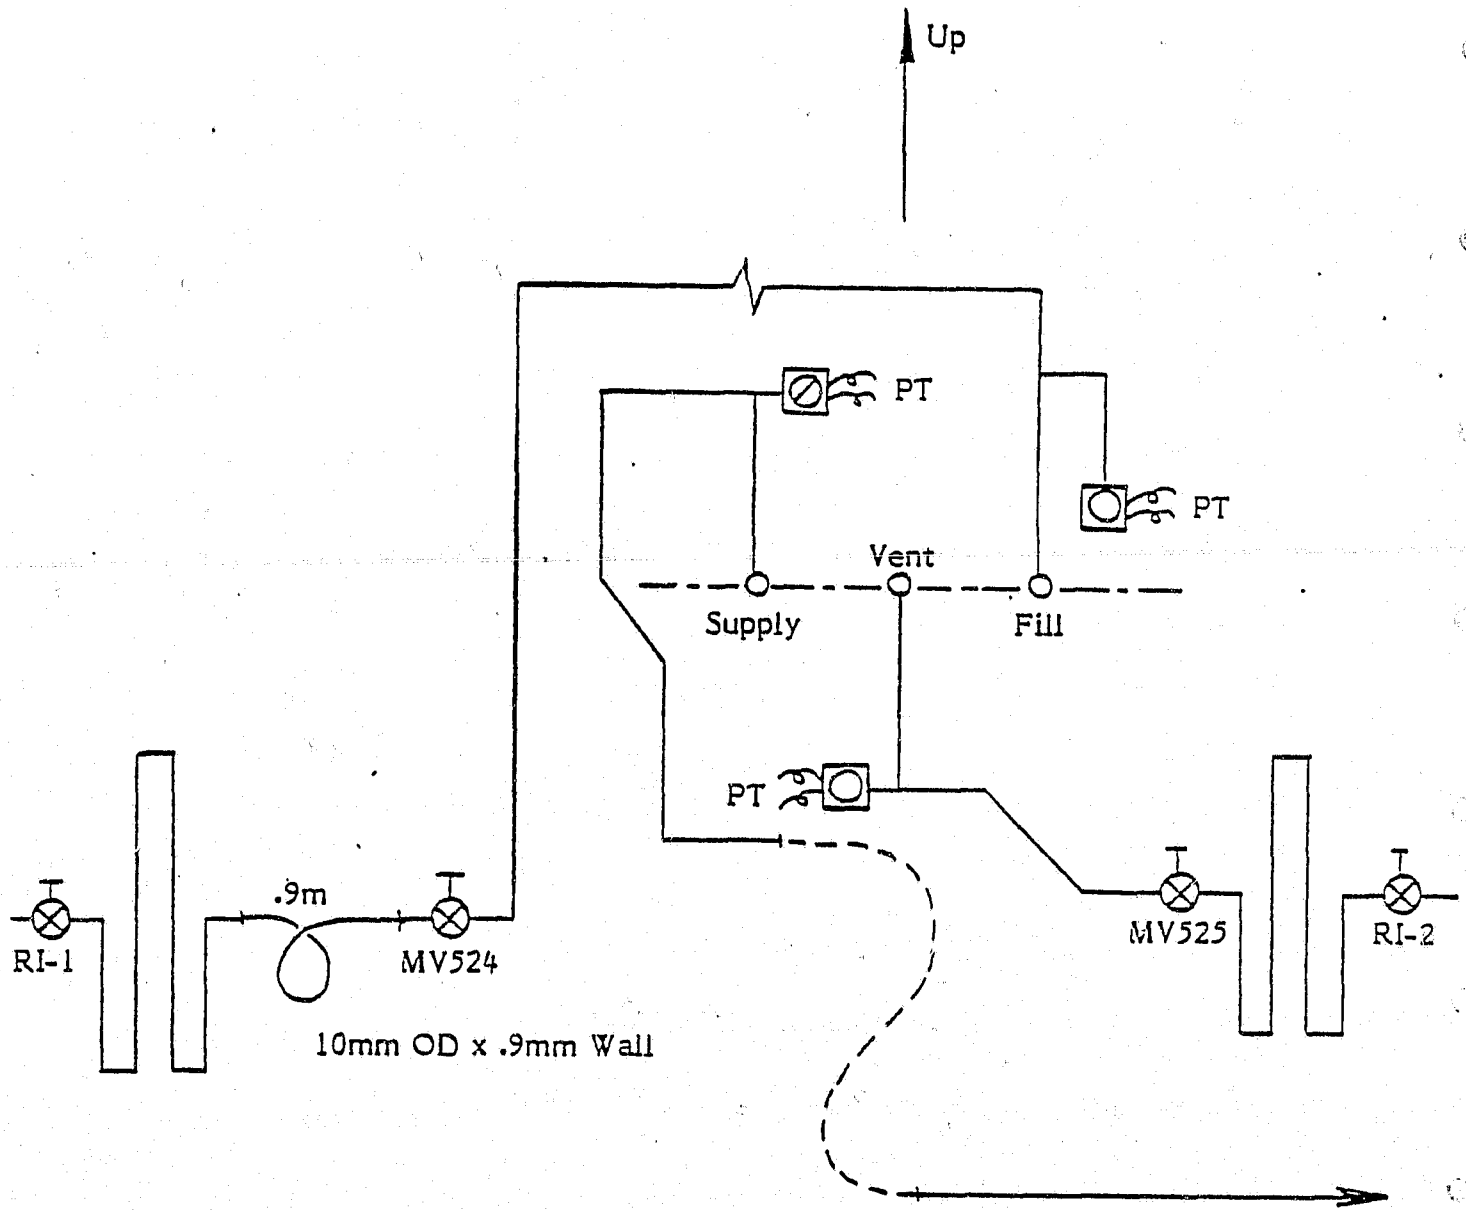 Up
PT
PT
Vent
Supply
Fill
PT
.9m
RI-1
MV524
MV525
RI-2
10mm OD x .9mm Wall